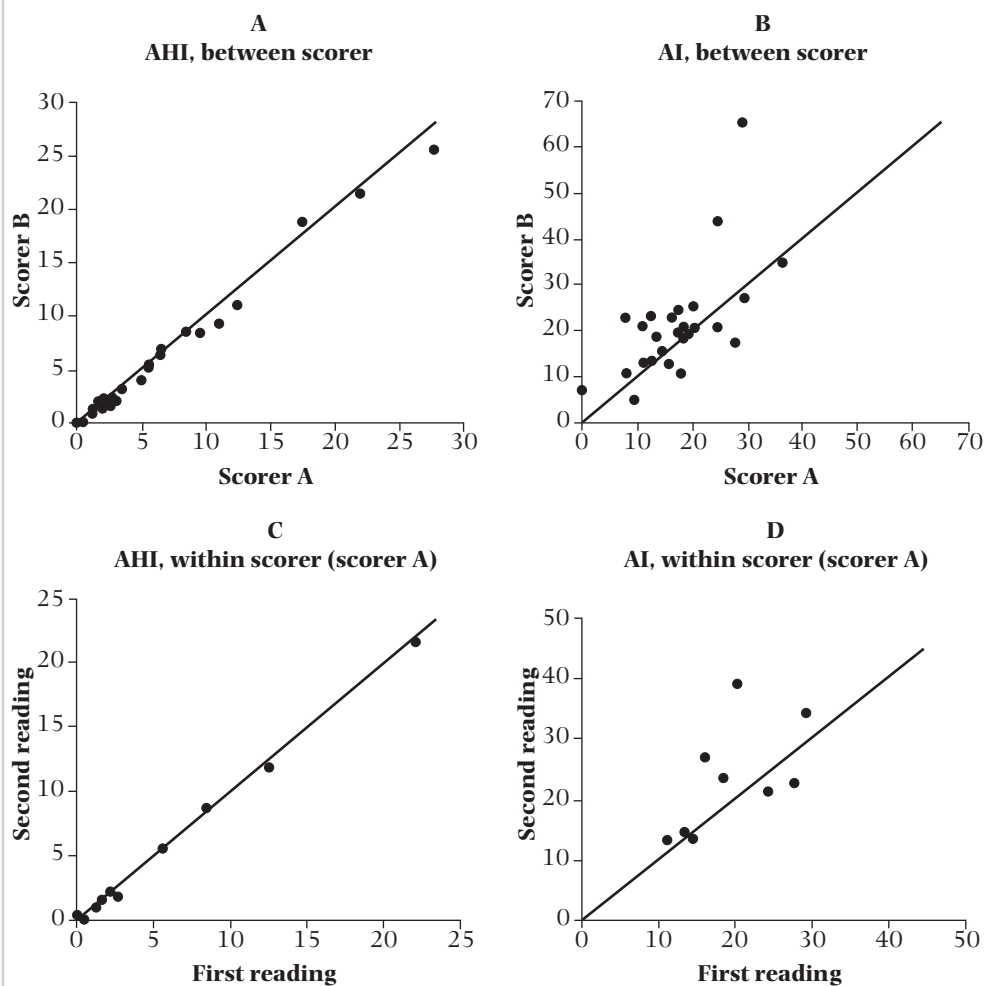 A
AHI, between scorer
30
25
20
15
10
5
0
0 5 10 15 20 25 30
Scorer B
Scorer A
B
AI, between scorer
70
60
50
40
30
20
10
0
0 10 20 30 40 50 60 70
Scorer B
Scorer A
C
AHI, within scorer (scorer A)
25
20
15
10
5
0
0 5 10 15 20 25
Second reading
First reading
D
AI, within scorer (scorer A)
50
40
30
20
10
0
0 10 20 30 40 50
Second reading
First reading